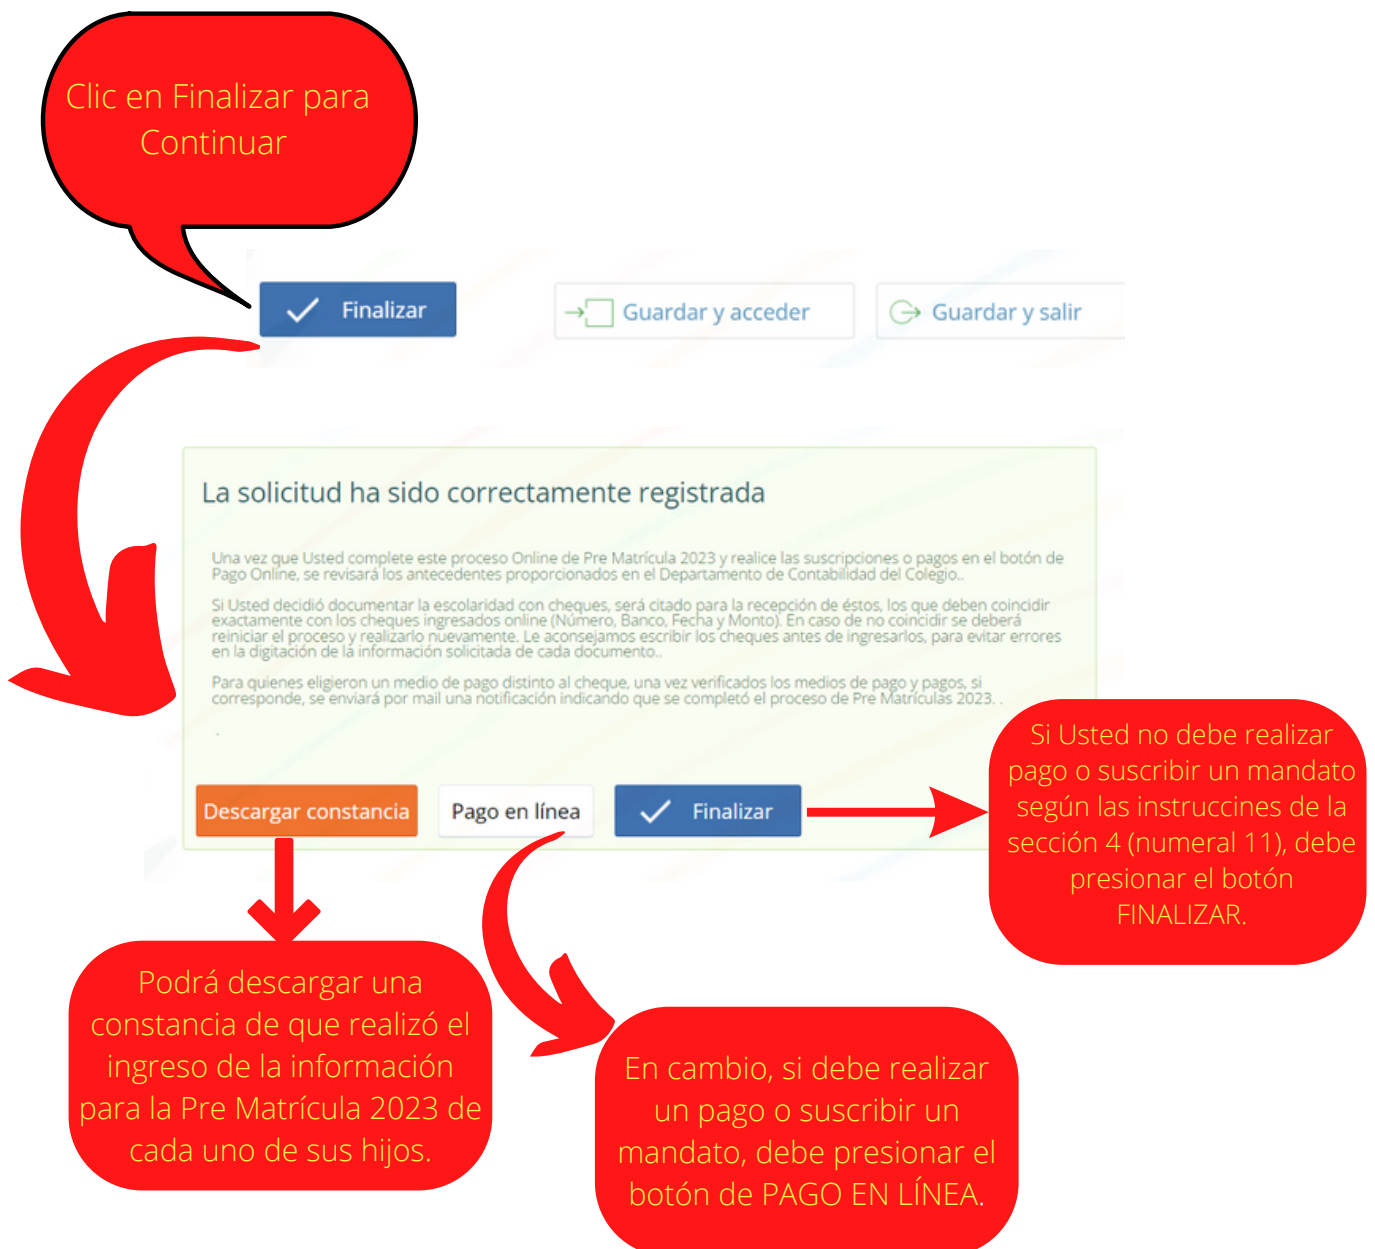 Clic en Finalizar para
Continuar
Finalizar
Guardar y acceder
Guardar y salir
La solicitud ha sido correctamente registrada
Una vez que Usted complete este proceso Online de Pre Matrícula 2023 y realice las suscripciones o pagos en el botón de
Pago Online, se revisará los antecedentes proporcionados en el Departamento de Contabilidad del Colegio..
Si Usted decidió documentar la escolaridad con cheques, será citado para la recepción de éstos, los que deben coincidir
exactamente con los cheques ingresados online (Número, Banco, Fecha y Monto). En caso de no coincidir se deberá
reiniciar el proceso y realizarlo nuevamente. Le aconsejamos escribir los cheques antes de ingresarlos, para evitar errores
en la digitación de la información solicitada de cada documento..
Para quienes eligieron un medio de pago distinto al cheque, una vez verificados los medios de pago y pagos, si
corresponde, se enviará por mail una notificación indicando que se completó el proceso de Pre Matrículas 2023. .
.
Descargar constancia
Pago en línea
Finalizar
Si Usted no debe realizar
pago o suscribir un mandato
según las instruccines de la
sección 4 (numeral 11), debe
presionar el botón
FINALIZAR.
Podrá descargar una
constancia de que realizó el
ingreso de la información
para la Pre Matrícula 2023 de
cada uno de sus hijos.
En cambio, si debe realizar
un pago o suscribir un
mandato, debe presionar el
botón de PAGO EN LÍNEA.